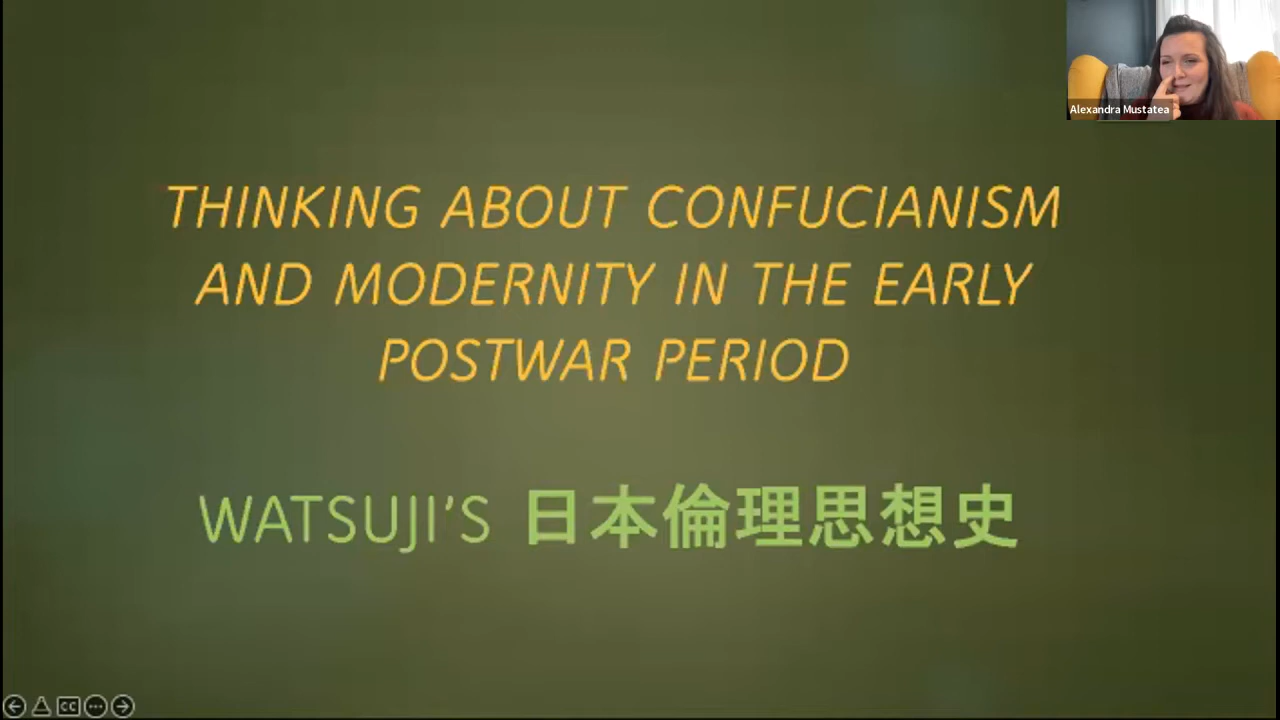 Alexandra Mustatea
THINKING ABOUT CONFUCIANISM
AND MODERNITY IN THE EARLY
POSTWAR PERIOD
WATSUJI'S 日本倫理思想史
CC